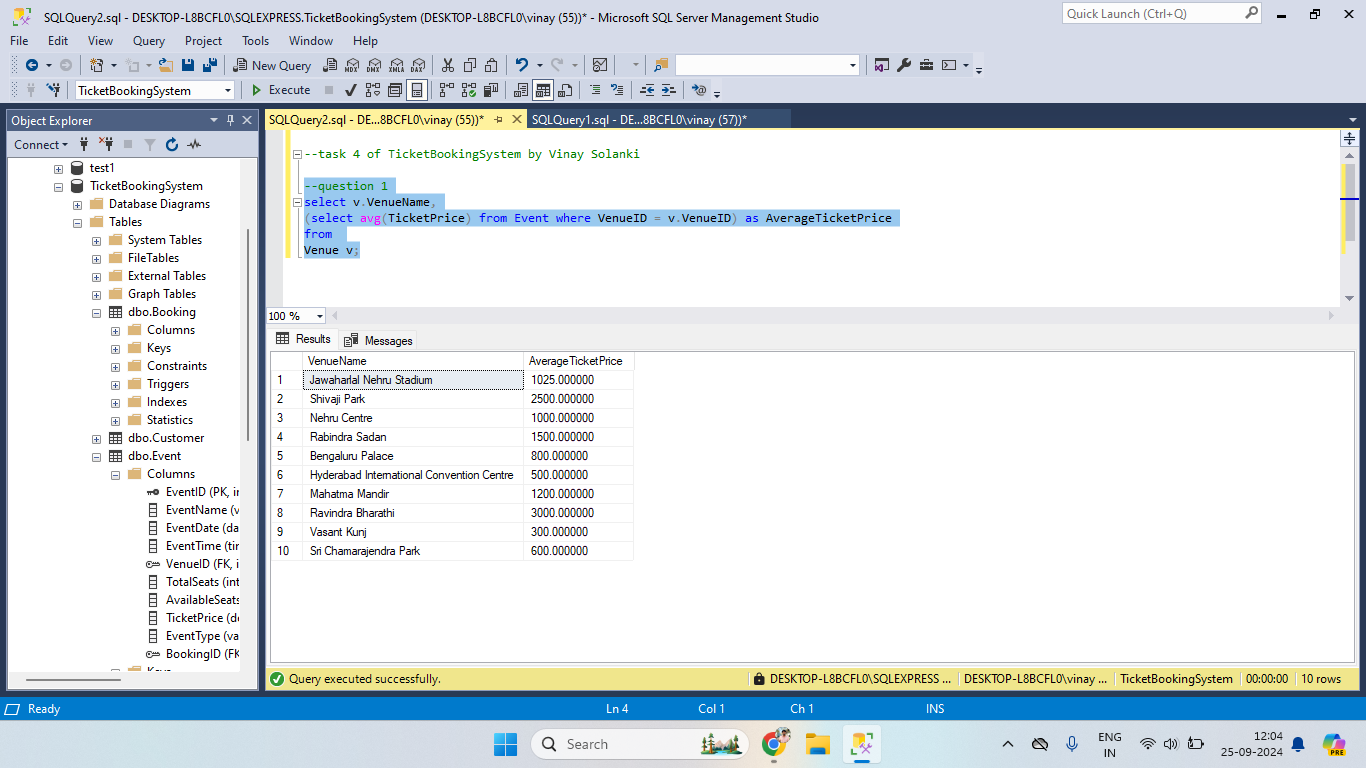 SQLQuery2.sql - DESKTOP-L8BCFL0\SQLEXPRESS.TicketBookingSystem (DESKTOP-L8BCFL0\vinay (55))* - Microsoft SQL Server Management Studio
Quick Launch (Ctrl+Q)
File Edit View Query Project Tools Window Help
New Query MDX DMX XMLA DAX
TicketBookingSystem Execute
Object Explorer
Connect
test1
TicketBookingSystem
Database Diagrams
Tables
System Tables
FileTables
External Tables
Graph Tables
dbo.Booking
Columns
Keys
Constraints
Triggers
Indexes
Statistics
dbo.Customer
dbo.Event
Columns
EventID (PK, in
EventName (v
EventDate (da
EventTime (tin
VenueID (FK, i
TotalSeats (int
AvailableSeats
TicketPrice (de
EventType (va
BookingID (FK
Keys
SQLQuery2.sql - DE...8BCFL0\vinay (55))* SQLQuery1.sql - DE...8BCFL0\vinay (57))*
--task 4 of TicketBookingSystem by Vinay Solanki
--question 1
select v.VenueName,
(select avg(TicketPrice) from Event where VenueID = v.VenueID) as AverageTicketPrice
from
Venue v;
100 %
Results Messages
VenueName AverageTicketPrice
1 Jawaharlal Nehru Stadium 1025.000000
2 Shivaji Park 2500.000000
3 Nehru Centre 1000.000000
4 Rabindra Sadan 1500.000000
5 Bengaluru Palace 800.000000
6 Hyderabad International Convention Centre 500.000000
7 Mahatma Mandir 1200.000000
8 Ravindra Bharathi 3000.000000
9 Vasant Kunj 300.000000
10 Sri Chamarajendra Park 600.000000
Query executed successfully. DESKTOP-L8BCFL0\SQLEXPRESS ... DESKTOP-L8BCFL0\vinay ... TicketBookingSystem 00:00:00 10 rows
Ready Ln 4 Col 1 Ch 1 INS
Search
ENG
IN
12:04
25-09-2024
PRE